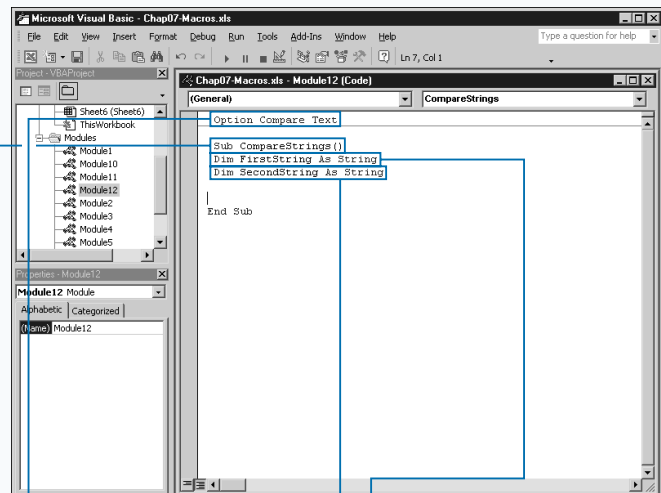 Microsoft Visual Basic - Chap07-Macros.xls
File Edit View Insert Format Debug Run Tools Add-Ins Window Help
Type a question for help
Ln 7, Col 1
Project - VBAProject
Sheet6 (Sheet6)
ThisWorkbook
Modules
Module1
Module10
Module11
Module12
Module2
Module3
Module4
Module5
Properties - Module12
Module12 Module
Alphabetic Categorized
(Name) Module12
Chap07-Macros.xls - Module12 (Code)
(General) CompareStrings
Option Compare Text
Sub CompareStrings()
Dim FirstString As String
Dim SecondString As String
End Sub